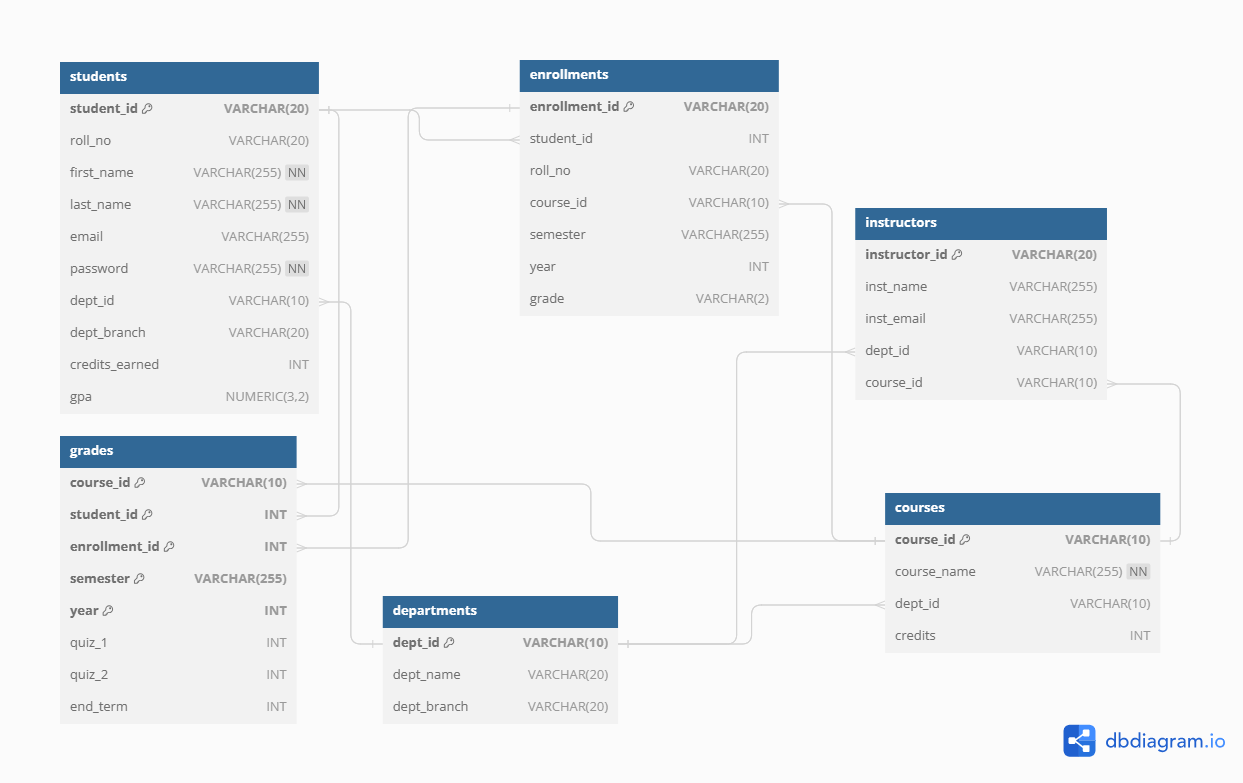 students
student_id VARCHAR(20)
roll_no VARCHAR(20)
first_name VARCHAR(255) NN
last_name VARCHAR(255) NN
email VARCHAR(255)
password VARCHAR(255) NN
dept_id VARCHAR(10)
dept_branch VARCHAR(20)
credits_earned INT
gpa NUMERIC(3,2)
enrollments
enrollment_id VARCHAR(20)
student_id INT
roll_no VARCHAR(20)
course_id VARCHAR(10)
semester VARCHAR(255)
year INT
grade VARCHAR(2)
instructors
instructor_id VARCHAR(20)
inst_name VARCHAR(255)
inst_email VARCHAR(255)
dept_id VARCHAR(10)
course_id VARCHAR(10)
grades
course_id VARCHAR(10)
student_id INT
enrollment_id INT
semester VARCHAR(255)
year INT
quiz_1 INT
quiz_2 INT
end_term INT
departments
dept_id VARCHAR(10)
dept_name VARCHAR(20)
dept_branch VARCHAR(20)
courses
course_id VARCHAR(10)
course_name VARCHAR(255) NN
dept_id VARCHAR(10)
credits INT
dbdiagram.io